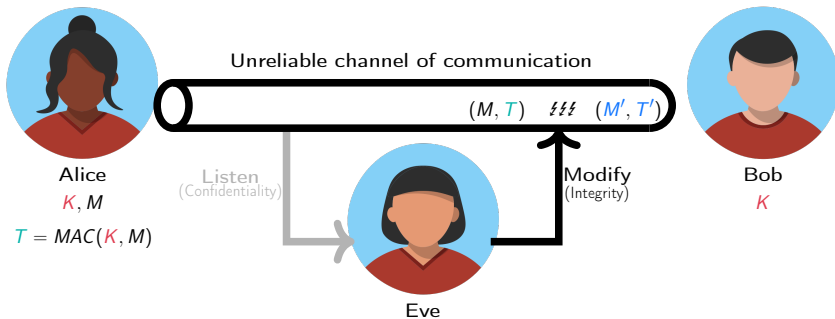 Unreliable channel of communication
(M, T) (M′, T′)
Listen
(Confidentiality)
Modify
(Integrity)
Alice
K, M
T = MAC(K, M)
Bob
K
Eve